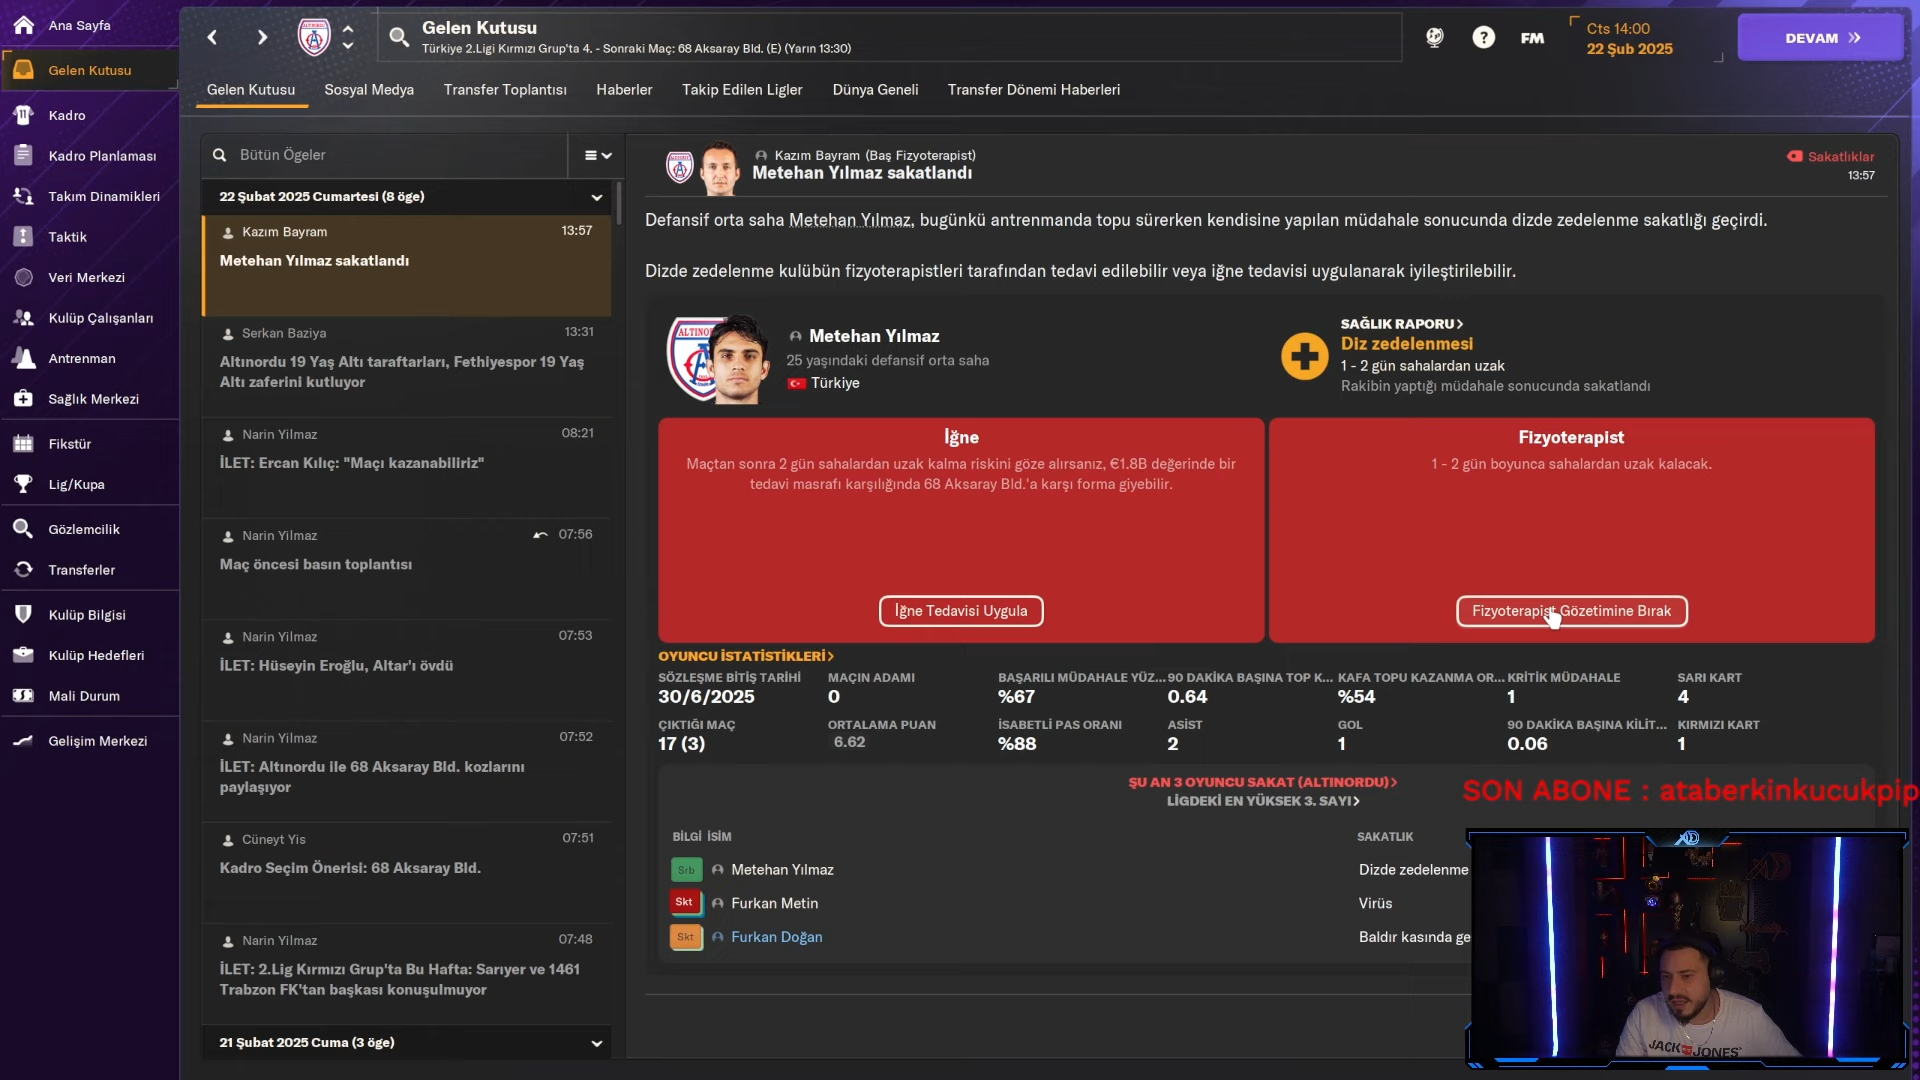 Ana Sayfa
Gelen Kutusu
Kadro
Kadro Planlaması
Takım Dinamikleri
Taktik
Veri Merkezi
Kulüp Çalışanları
Antrenman
Sağlık Merkezi
Fikstür
Lig/Kupa
Gözlemcilik
Transferler
Kulüp Bilgisi
Kulüp Hedefleri
Mali Durum
Gelişim Merkezi
Gelen Kutusu
Türkiye 2.Ligi Kırmızı Grup'ta 4. - Sonraki Maç: 68 Aksaray Bld. (E) (Yarın 13:30)
FM
Cts 14:00
22 Şub 2025
DEVAM
Gelen Kutusu Sosyal Medya Transfer Toplantısı Haberler Takip Edilen Ligler Dünya Geneli Transfer Dönemi Haberleri
Bütün Ögeler
22 Şubat 2025 Cumartesi (8 öge)
Kazım Bayram 13:57
Metehan Yılmaz sakatlandı
Serkan Baziya 13:31
Altınordu 19 Yaş Altı taraftarları, Fethiyespor 19 Yaş
Altı zaferini kutluyor
Narin Yilmaz 08:21
İLET: Ercan Kılıç: "Maçı kazanabiliriz"
Narin Yilmaz 07:56
Maç öncesi basın toplantısı
Narin Yilmaz 07:53
İLET: Hüseyin Eroğlu, Altar'ı övdü
Narin Yilmaz 07:52
İLET: Altınordu ile 68 Aksaray Bld. kozlarını
paylaşıyor
Cüneyt Yis 07:51
Kadro Seçim Önerisi: 68 Aksaray Bld.
Narin Yilmaz 07:48
İLET: 2.Lig Kırmızı Grup'ta Bu Hafta: Sarıyer ve 1461
Trabzon FK'tan başkası konuşulmuyor
21 Şubat 2025 Cuma (3 öge)
Kazım Bayram (Baş Fizyoterapist)
Metehan Yılmaz sakatlandı
Sakatlıklar
13:57
Defansif orta saha Metehan Yılmaz, bugünkü antrenmanda topu sürerken kendisine yapılan müdahale sonucunda dizde zedelenme sakatlığı geçirdi.
Dizde zedelenme kulübün fizyoterapistleri tarafından tedavi edilebilir veya iğne tedavisi uygulanarak iyileştirilebilir.
Metehan Yılmaz
25 yaşındaki defansif orta saha
Türkiye
SAĞLIK RAPORU>
Diz zedelenmesi
1 - 2 gün sahalardan uzak
Rakibin yaptığı müdahale sonucunda sakatlandı
İğne
Maçtan sonra 2 gün sahalardan uzak kalma riskini göze alırsanız, €1.8B değerinde bir
tedavi masrafı karşılığında 68 Aksaray Bld.'a karşı forma giyebilir.
İğne Tedavisi Uygula
Fizyoterapist
1 - 2 gün boyunca sahalardan uzak kalacak.
Fizyoterapist Gözetimine Bırak
OYUNCU İSTATİSTİKLERİ>
SÖZLEŞME BİTİŞ TARİHİ MAÇIN ADAMI BAŞARILI MÜDAHALE YÜZ... 90 DAKİKA BAŞINA TOP K... KAFA TOPU KAZANMA OR... KRİTİK MÜDAHALE SARI KART
30/6/2025 0 %67 0.64 %54 1 4
ÇIKTIĞI MAÇ ORTALAMA PUAN İSABETLİ PAS ORANI ASİST GOL 90 DAKİKA BAŞINA KİLİT... KIRMIZI KART
17 (3) 6.62 %88 2 1 0.06 1
ŞU AN 3 OYUNCU SAKAT (ALTINORDU)>
LİGDEKİ EN YÜKSEK 3. SAYI>
BİLGİ İSİM SAKATLIK
Srb Metehan Yılmaz Dizde zedelenme
Skt Furkan Metin Virüs
Skt Furkan Doğan Baldır kasında ge
SON ABONE : ataberkinkucukpip
JACK JONES